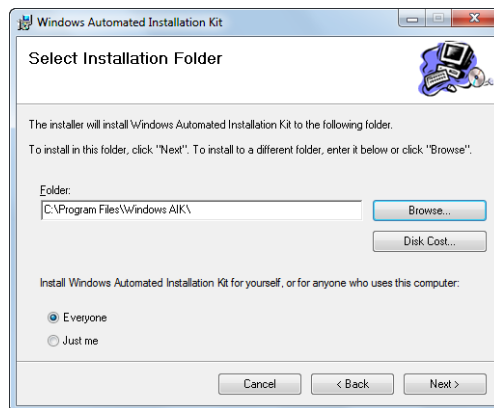 Windows Automated Installation Kit
Select Installation Folder
The installer will install Windows Automated Installation Kit to the following folder.
To install in this folder, click "Next". To install to a different folder, enter it below or click "Browse".
Folder:
C:\Program Files\Windows AIK\
Browse...
Disk Cost...
Install Windows Automated Installation Kit for yourself, or for anyone who uses this computer:
Everyone
Just me
Cancel
< Back
Next >